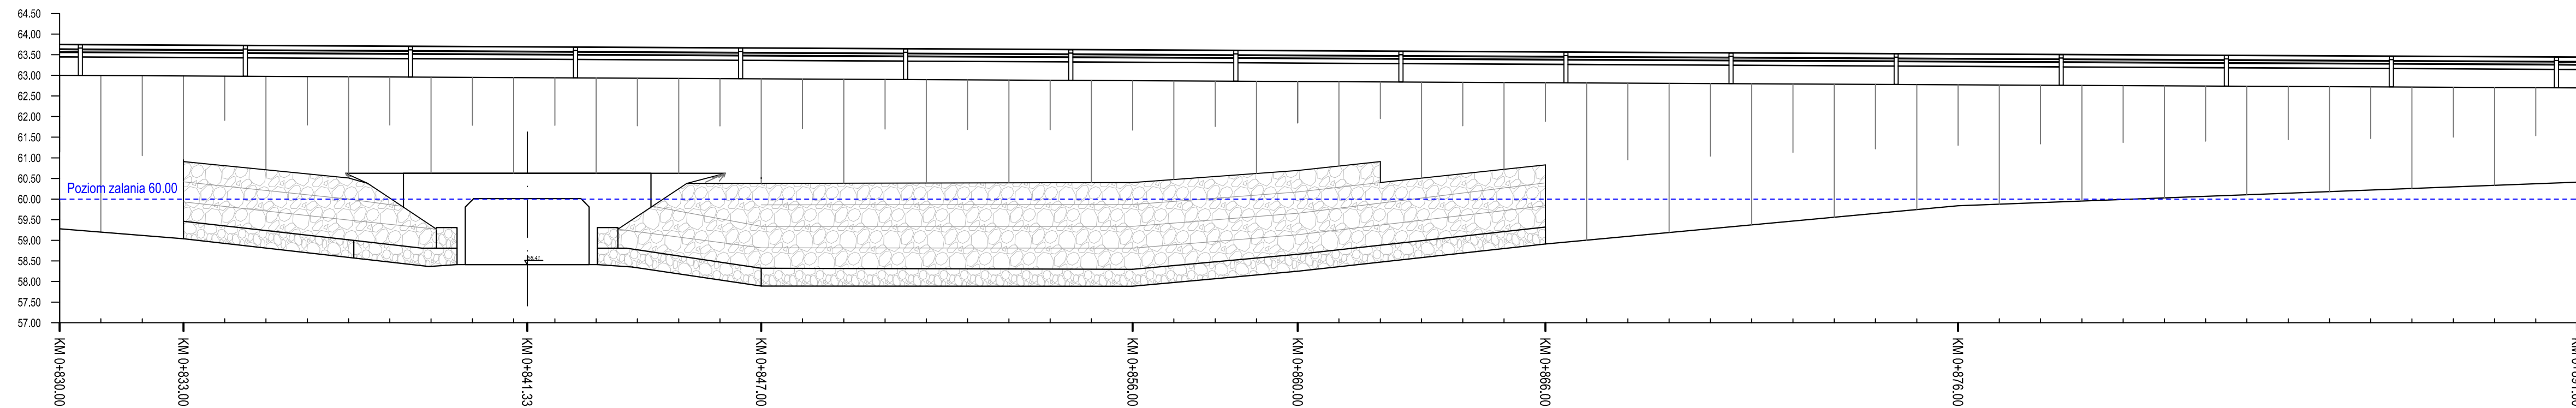 64.50
64.00
63.50
63.00
62.50
62.00
61.50
61.00
60.50
60.00
59.50
59.00
58.50
58.00
57.50
57.00
Poziom zalania 60.00
58.41
KM 0+830.00
KM 0+833.00
KM 0+841.33
KM 0+847.00
KM 0+856.00
KM 0+860.00
KM 0+866.00
KM 0+876.00